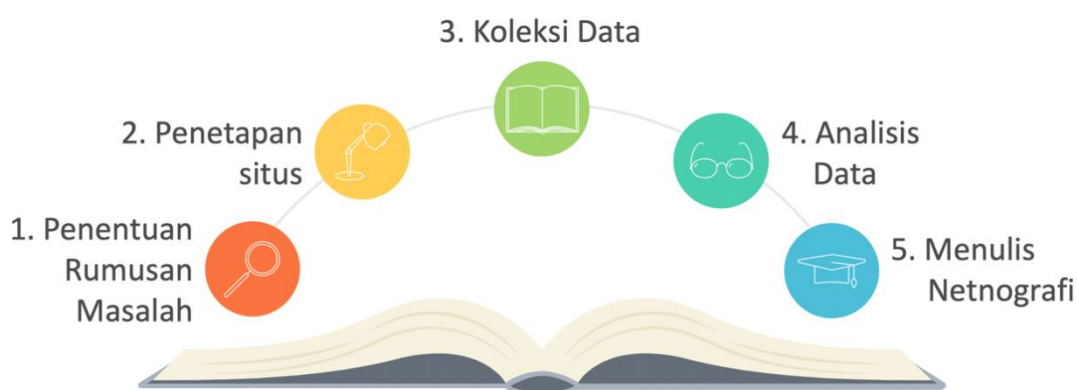 1. Penentuan
Rumusan
Masalah
2. Penetapan
situs
3. Koleksi Data
4. Analisis
Data
5. Menulis
Netnografi